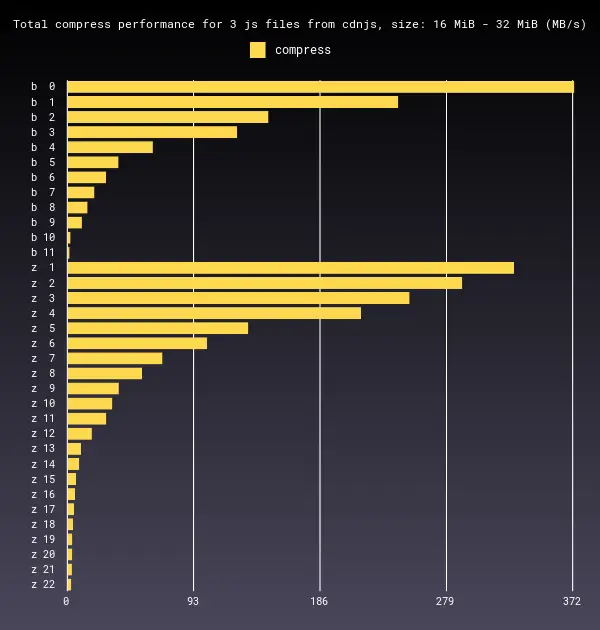 Total compress performance for 3 js files from cdnjs, size: 16 MiB - 32 MiB (MB/s)
compress
b 0
b 1
b 2
b 3
b 4
b 5
b 6
b 7
b 8
b 9
b 10
b 11
z 1
z 2
z 3
z 4
z 5
z 6
z 7
z 8
z 9
z 10
z 11
z 12
z 13
z 14
z 15
z 16
z 17
z 18
z 19
z 20
z 21
z 22
0 93 186 279 372